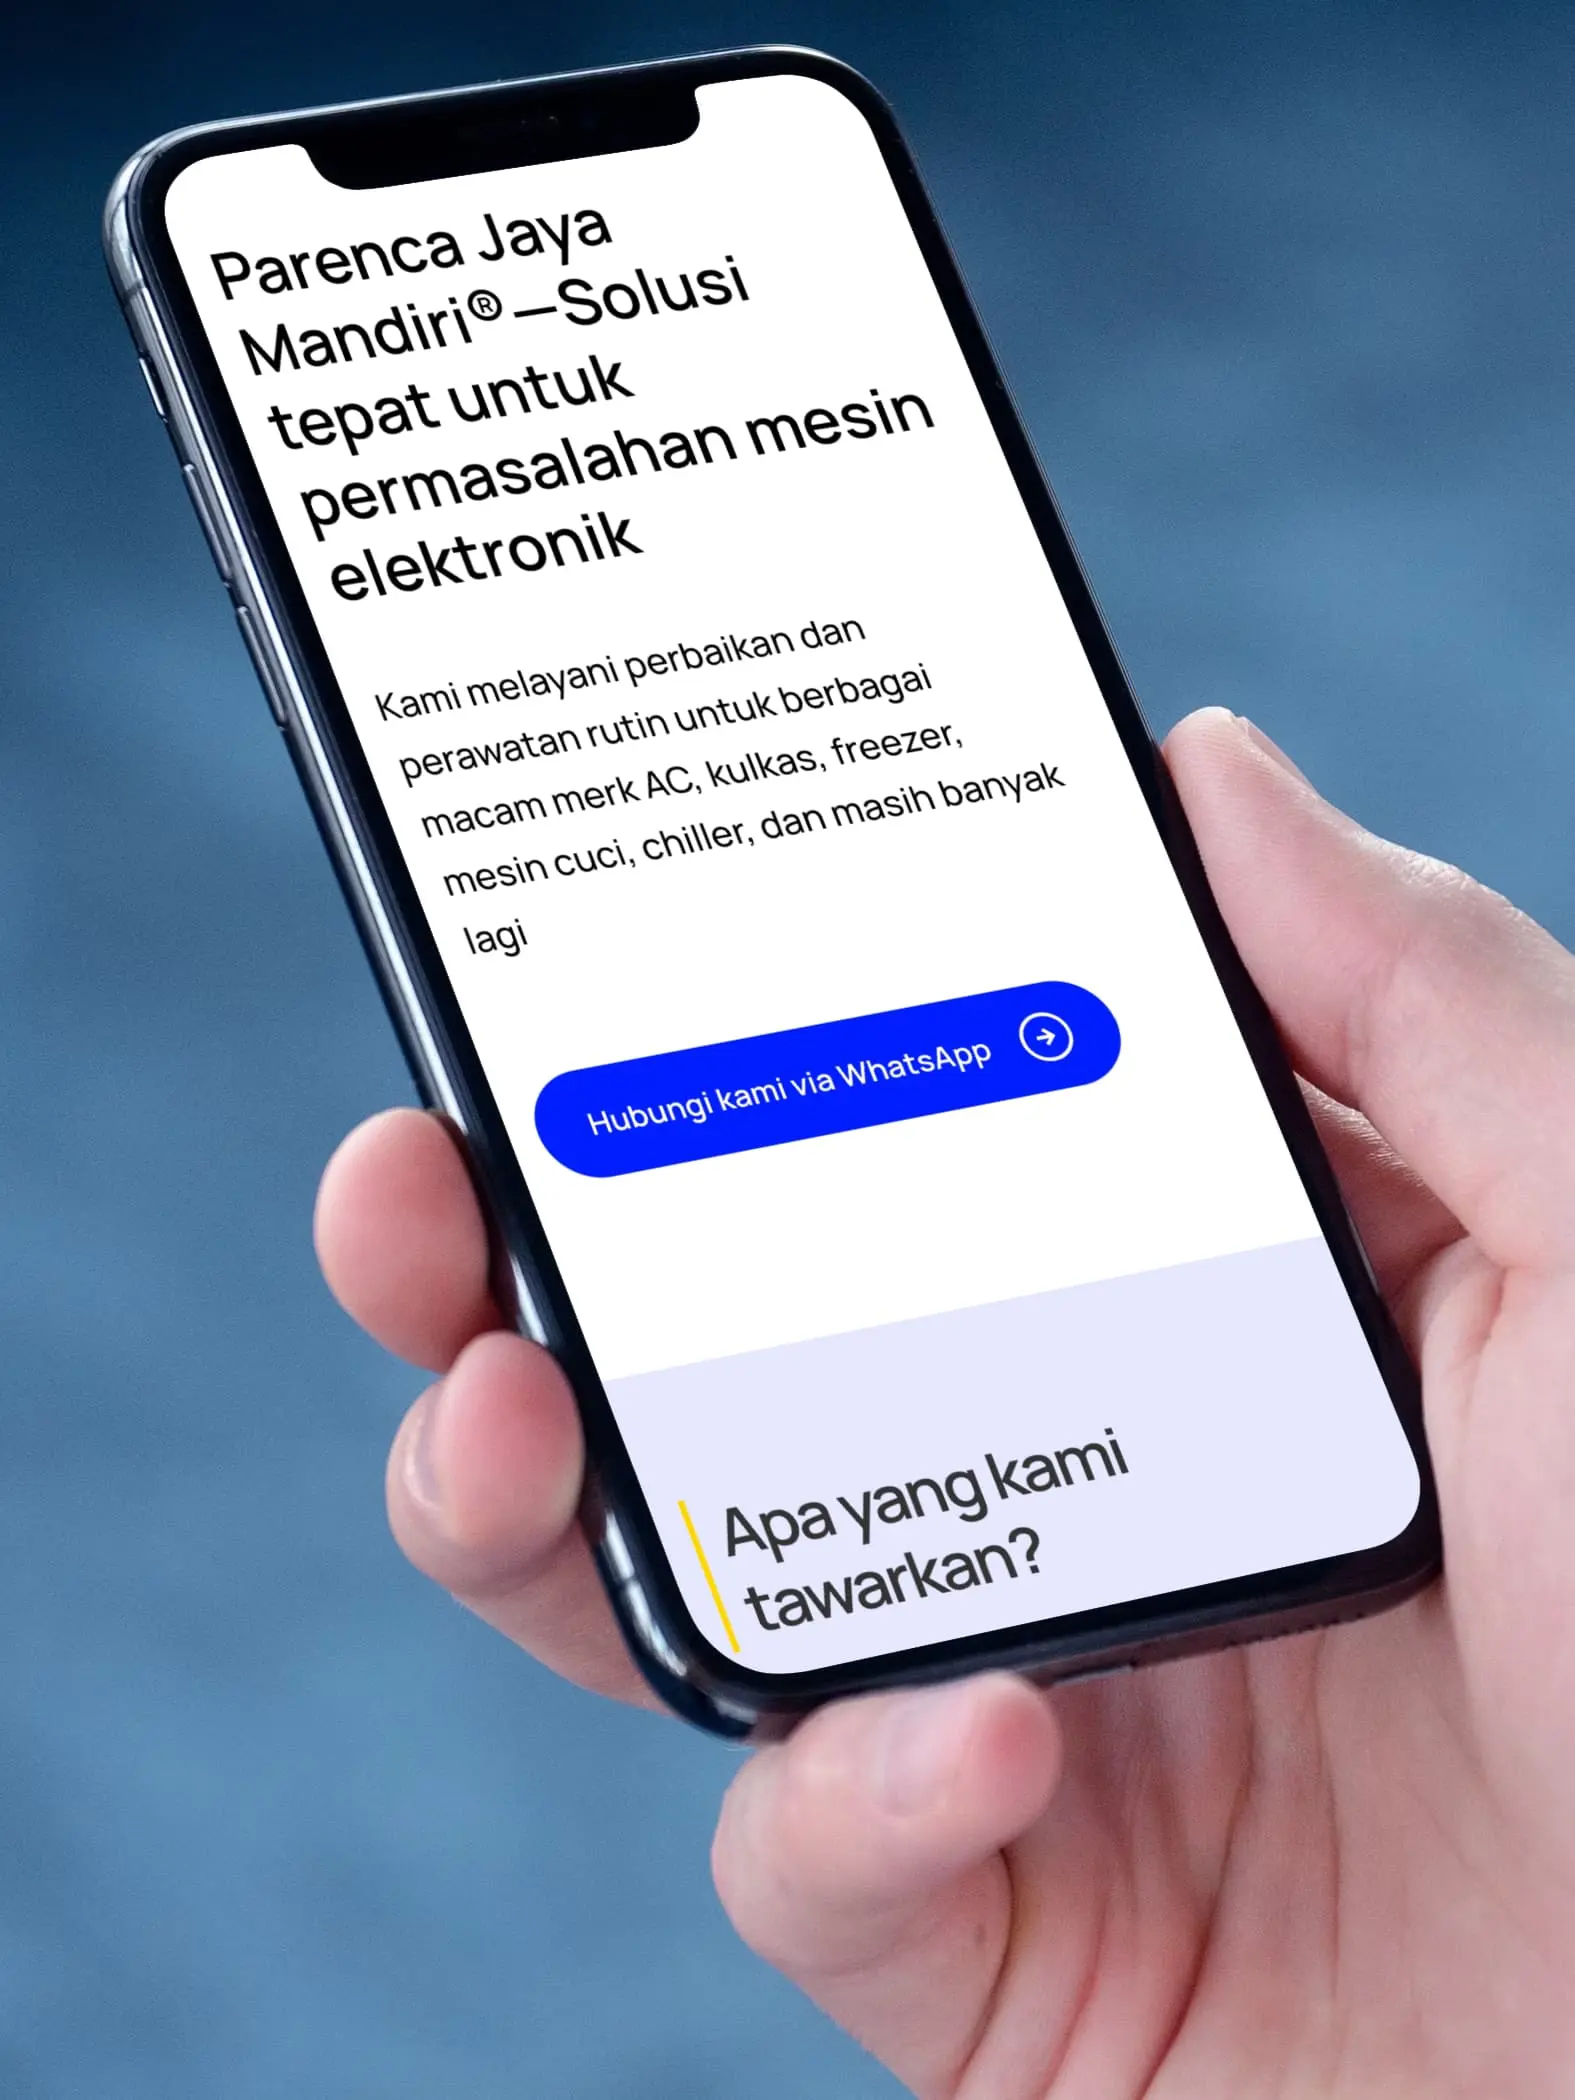 Parenca Jaya
Mandiri®—Solusi
tepat untuk
permasalahan mesin
elektronik
Kami melayani perbaikan dan
perawatan rutin untuk berbagai
macam merk AC, kulkas, freezer,
mesin cuci, chiller, dan masih banyak
lagi
Hubungi kami via WhatsApp
Apa yang kami
tawarkan?